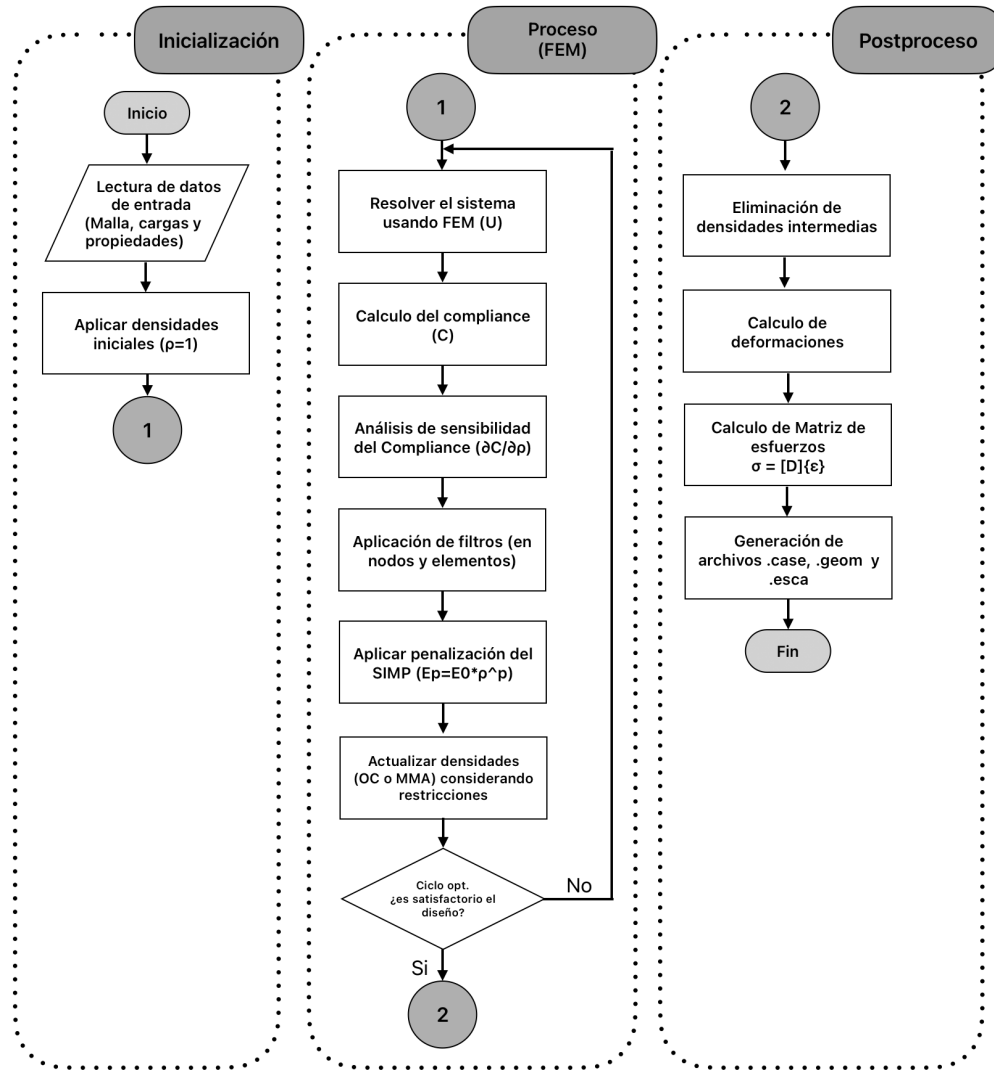 Inicialización
Inicio
Lectura de datos
de entrada
(Malla, cargas y
propiedades)
Aplicar densidades
iniciales (ρ=1)
1
Proceso
(FEM)
1
Resolver el sistema
usando FEM (U)
Calculo del compliance
(C)
Análisis de sensibilidad
del Compliance (∂C/∂ρ)
Aplicación de filtros (en
nodos y elementos)
Aplicar penalización del
SIMP (Ep=E0*ρ^p)
Actualizar densidades
(OC o MMA) considerando
restricciones
Ciclo opt.
¿es satisfactorio el
diseño?
No
Si
2
Postproceso
2
Eliminación de
densidades intermedias
Calculo de
deformaciones
Calculo de Matriz de
esfuerzos
σ = [D]{ε}
Generación de
archivos .case, .geom y
.esca
Fin